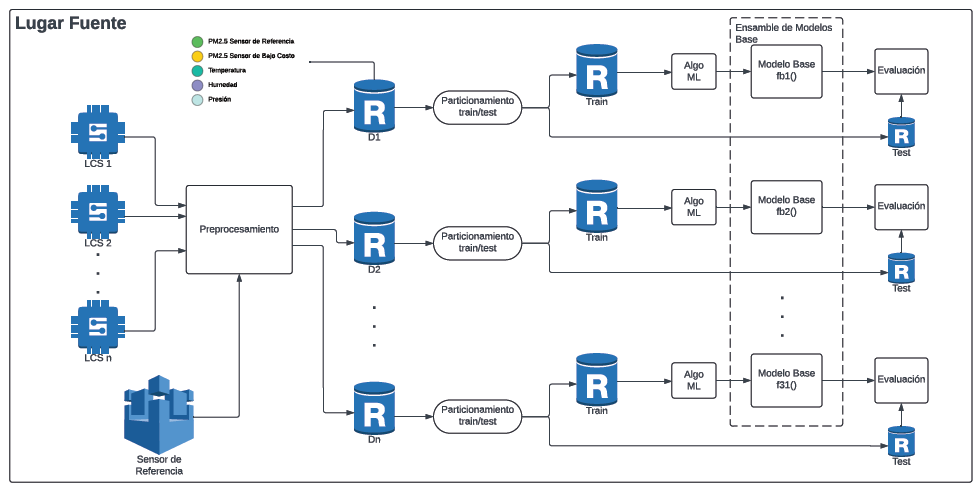 Lugar Fuente
PM2.5 Sensor de Referencia
PM2.5 Sensor de Bajo Costo
Temperatura
Humedad
Presión
LCS 1
LCS 2
LCS n
Sensor de
Referencia
Preprocesamiento
R
D1
R
D2
R
Dn
Particionamiento
train/test
Particionamiento
train/test
Particionamiento
train/test
R
Train
R
Train
R
Train
Algo
ML
Algo
ML
Algo
ML
Ensamble de Modelos
Base
Modelo Base
fb1()
Modelo Base
fb2()
Modelo Base
f31()
Evaluación
R
Test
Evaluación
R
Test
Evaluación
R
Test